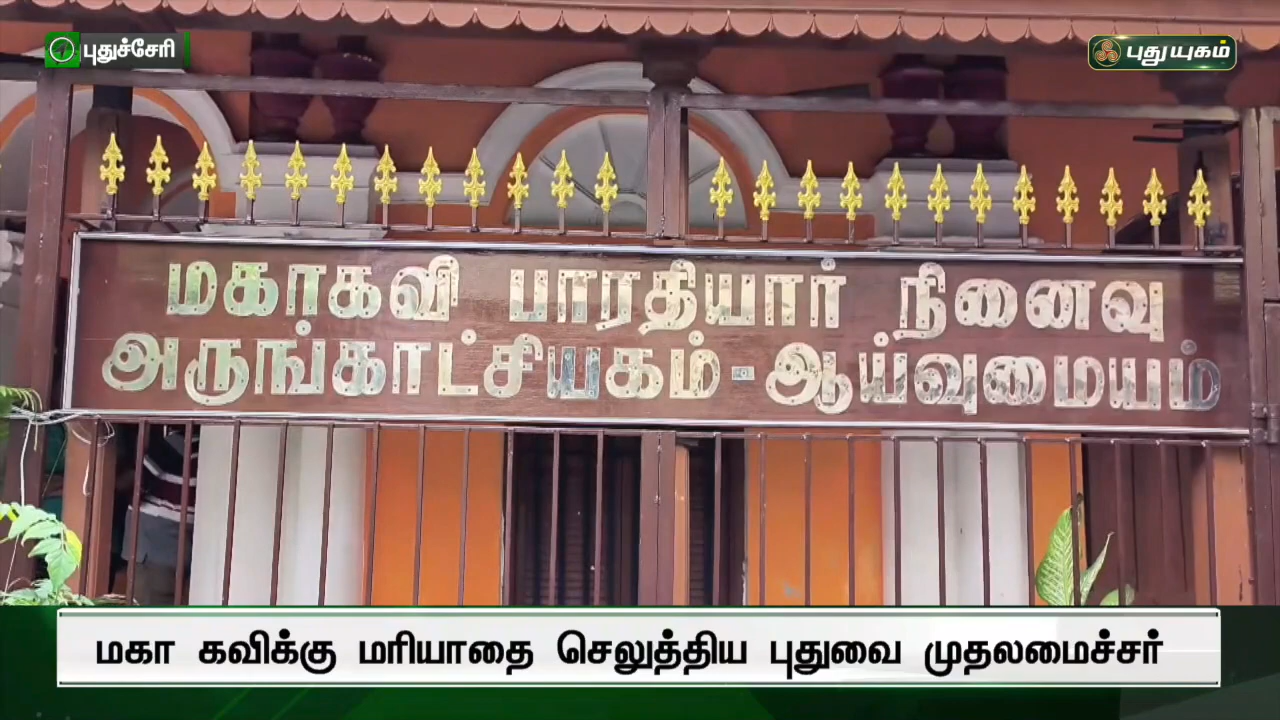 புதுச்சேரி
புதுயுகம்
மகாகவி பாரதியார் நினைவு
அருங்காட்சியகம் - ஆய்வுமையம்
மகா கவிக்கு மரியாதை செலுத்திய புதுவை முதலமைச்சர்